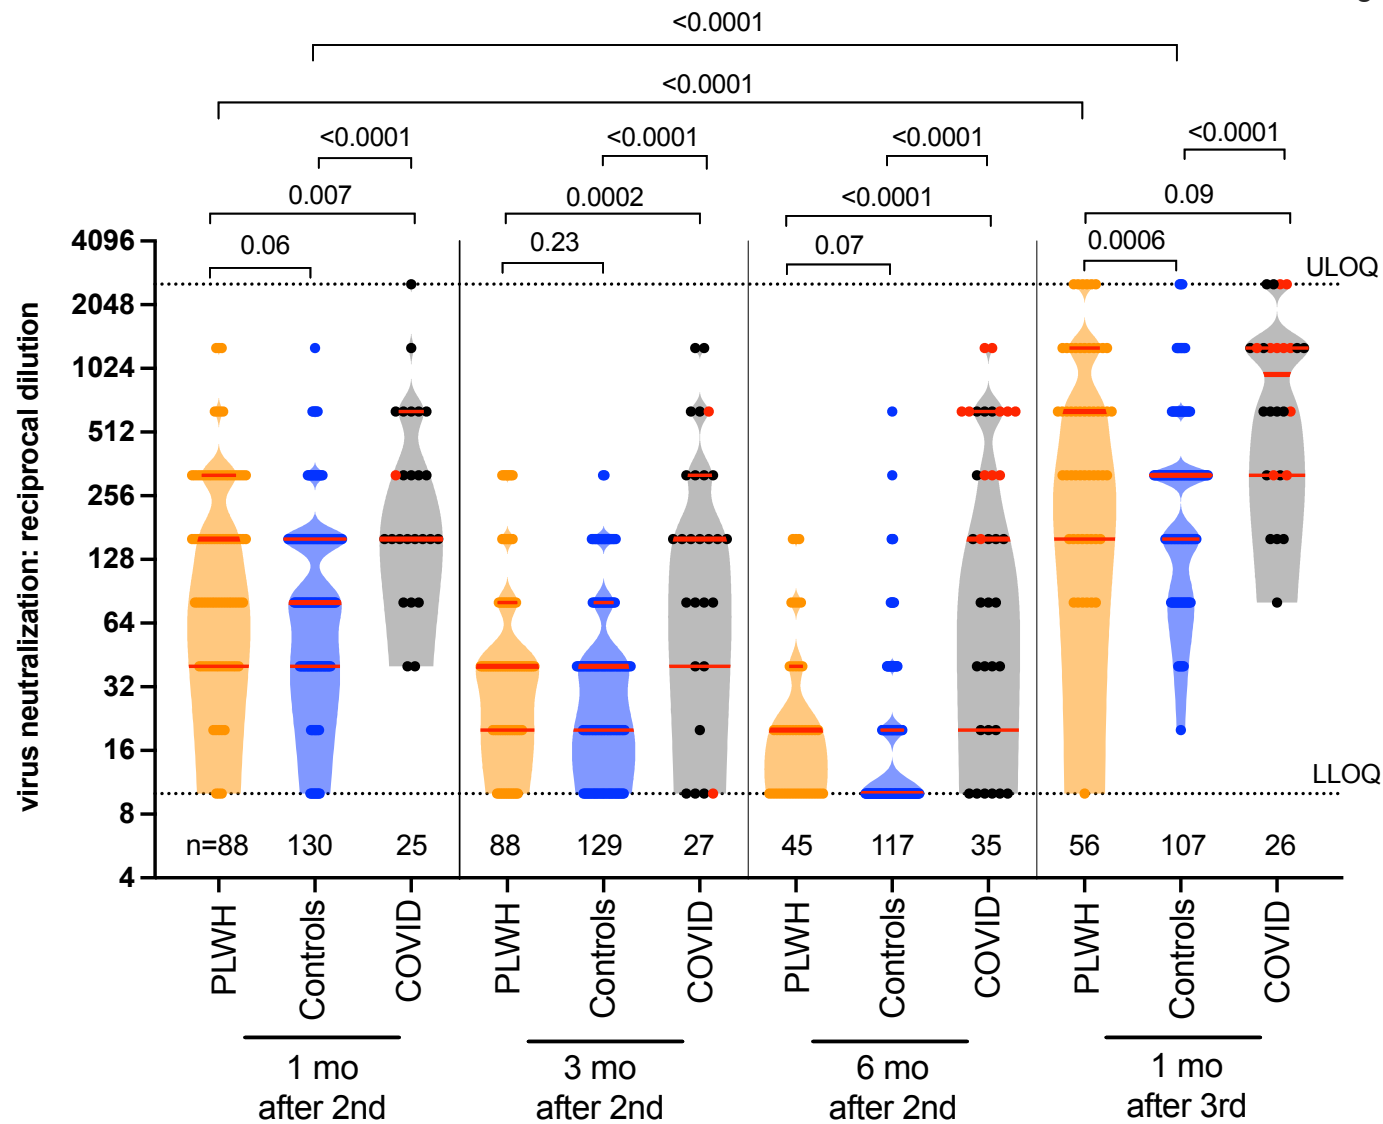 <0.0001
<0.0001
<0.0001
<0.0001
<0.0001
<0.0001
0.007
0.0002
<0.0001
0.09
0.06
0.23
0.07
0.0006
virus neutralization: reciprocal dilution
4096
2048
1024
512
256
128
64
32
16
8
4
ULOQ
LLOQ
n=88 130 25 88 129 27 45 117 35 56 107 26
PLWH Controls COVID PLWH Controls COVID PLWH Controls COVID PLWH Controls COVID
1 mo
after 2nd
3 mo
after 2nd
6 mo
after 2nd
1 mo
after 3rd